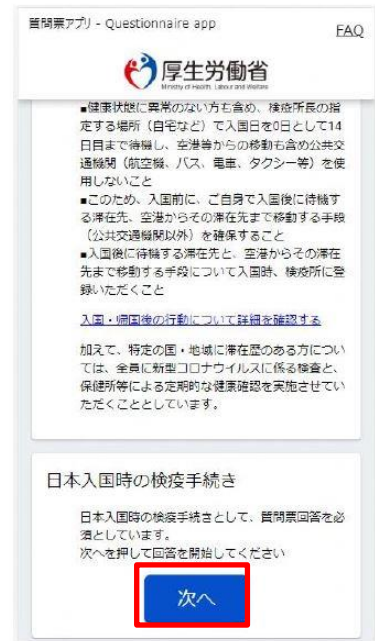 質問票アプリ - Questionnaire app
FAQ
厚生労働省
Ministry of Health, Labour and Welfare
■健康状態に異常のない方も含め、検疫所長の指
定する場所（自宅など）で入国日を0日として14
日目まで待機し、空港等からの移動も含め公共交
通機関（航空機、バス、電車、タクシー等）を使
用しないこと
■このため、入国前に、ご自身で入国後に待機す
る滞在先、空港からその滞在先まで移動する手段
（公共交通機関以外）を確保すること
■入国後に待機する滞在先と、空港からその滞在
先まで移動する手段について入国時、検疫所に登
録いただくこと
入国・帰国後の行動について詳細を確認する
加えて、特定の国・地域に滞在歴のある方につい
ては、全員に新型コロナウイルスに係る検査と、
保健所等による定期的な健康確認を実施させてい
ただくこととしています。
日本入国時の検疫手続き
日本入国時の検疫手続きとして、質問票回答を必
須としています。
次へを押して回答を開始してください
次へ